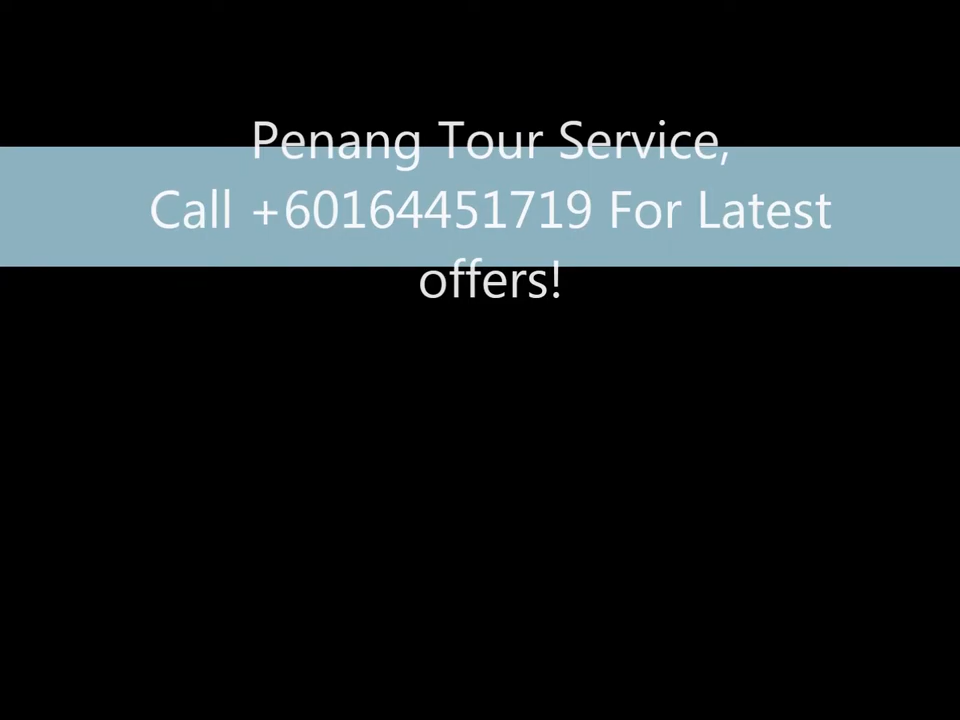 Penang Tour Service,
Call +60164451719 For Latest
offers!